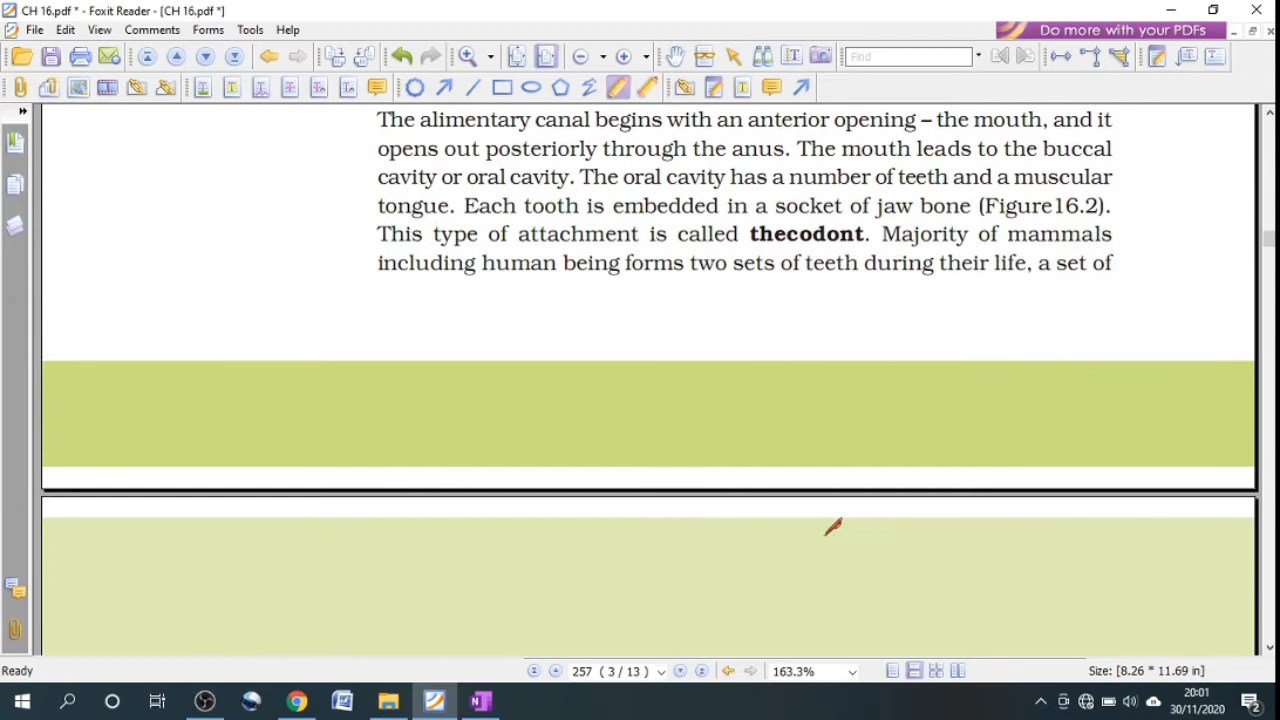 CH 16.pdf * - Foxit Reader - [CH 16.pdf *]
File Edit View Comments Forms Tools Help
Do more with your PDFs
Find
The alimentary canal begins with an anterior opening – the mouth, and it
opens out posteriorly through the anus. The mouth leads to the buccal
cavity or oral cavity. The oral cavity has a number of teeth and a muscular
tongue. Each tooth is embedded in a socket of jaw bone (Figure16.2).
This type of attachment is called thecodont. Majority of mammals
including human being forms two sets of teeth during their life, a set of
Ready
257 ( 3 / 13 )
163.3%
Size: [8.26 * 11.69 in]
20:01
30/11/2020
2